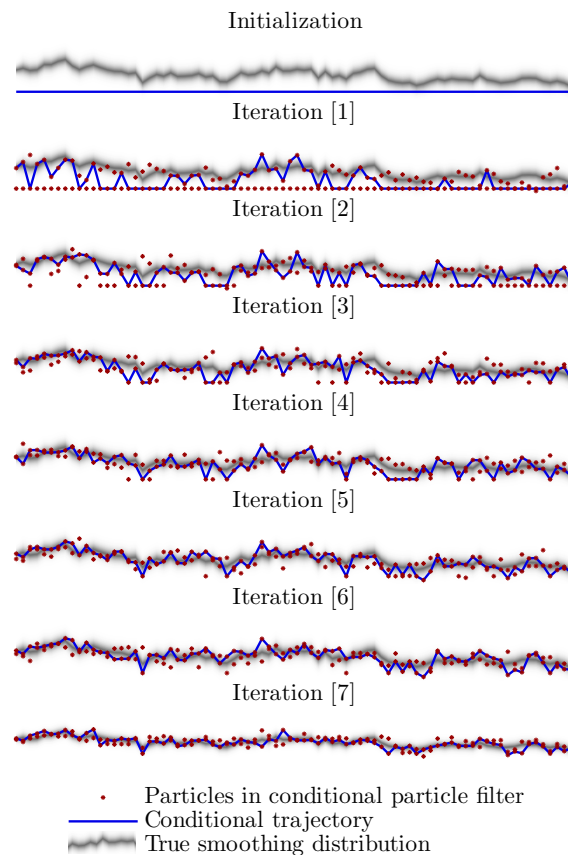 Initialization
Iteration [1]
Iteration [2]
Iteration [3]
Iteration [4]
Iteration [5]
Iteration [6]
Iteration [7]
Particles in conditional particle filter
Conditional trajectory
True smoothing distribution